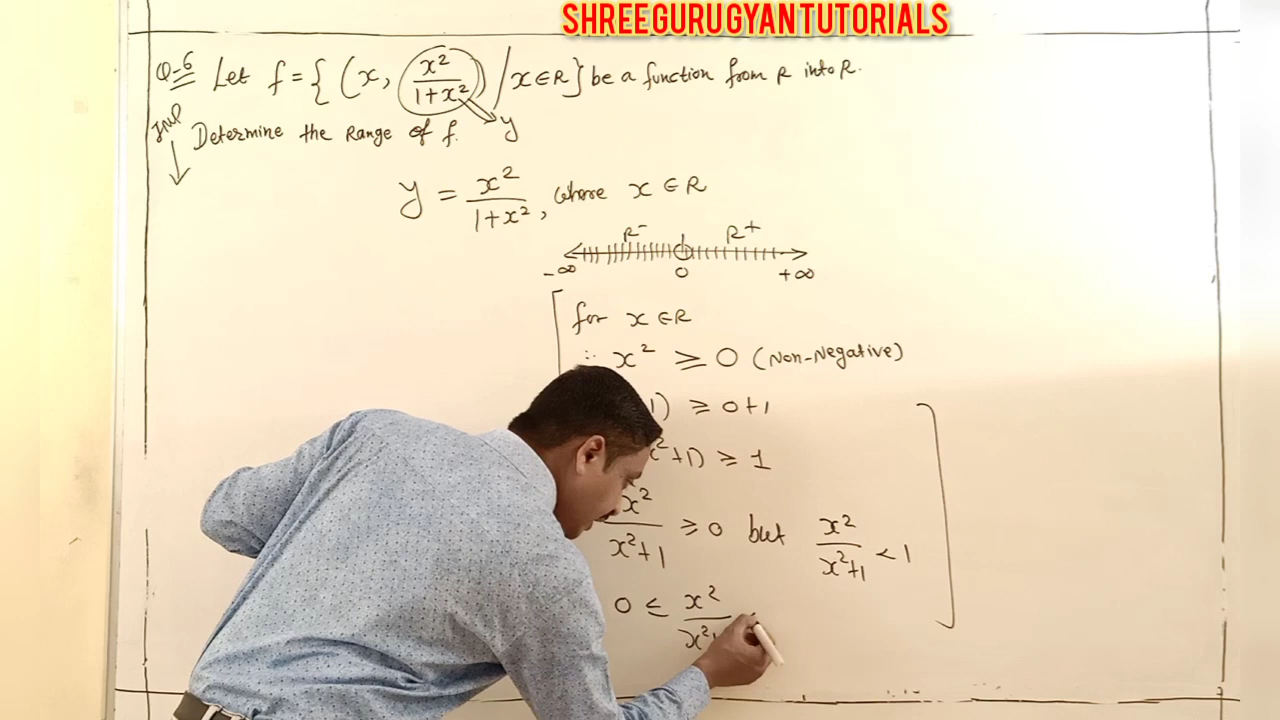 SHREE GURU GYAN TUTORIALS
Q-6 Let f = { (x, x²/(1+x²)) / x ∈ R } be a function from R into R.
Imp Determine the Range of f. y
y = x²/(1+x²), where x ∈ R
R⁻ R⁺
-∞ 0 +∞
for x ∈ R
∴ x² ≥ 0 (Non-Negative)
1) ≥ 0+1
x²+1) ≥ 1
x²/(x²+1) ≥ 0 but x²/(x²+1) < 1
0 ≤ x²/x²